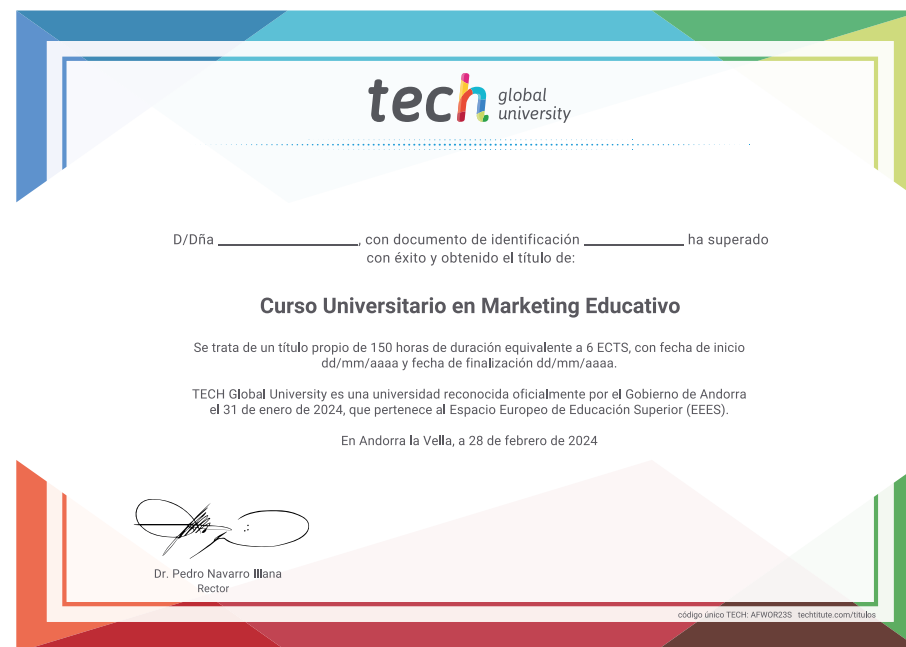 tech global university
D/Dña ____________________, con documento de identificación ______________ ha superado
con éxito y obtenido el título de:
Curso Universitario en Marketing Educativo
Se trata de un título propio de 150 horas de duración equivalente a 6 ECTS, con fecha de inicio
dd/mm/aaaa y fecha de finalización dd/mm/aaaa.
TECH Global University es una universidad reconocida oficialmente por el Gobierno de Andorra
el 31 de enero de 2024, que pertenece al Espacio Europeo de Educación Superior (EEES).
En Andorra la Vella, a 28 de febrero de 2024
Dr. Pedro Navarro Illana
Rector
código único TECH: AFWOR23S techtitute.com/titulos